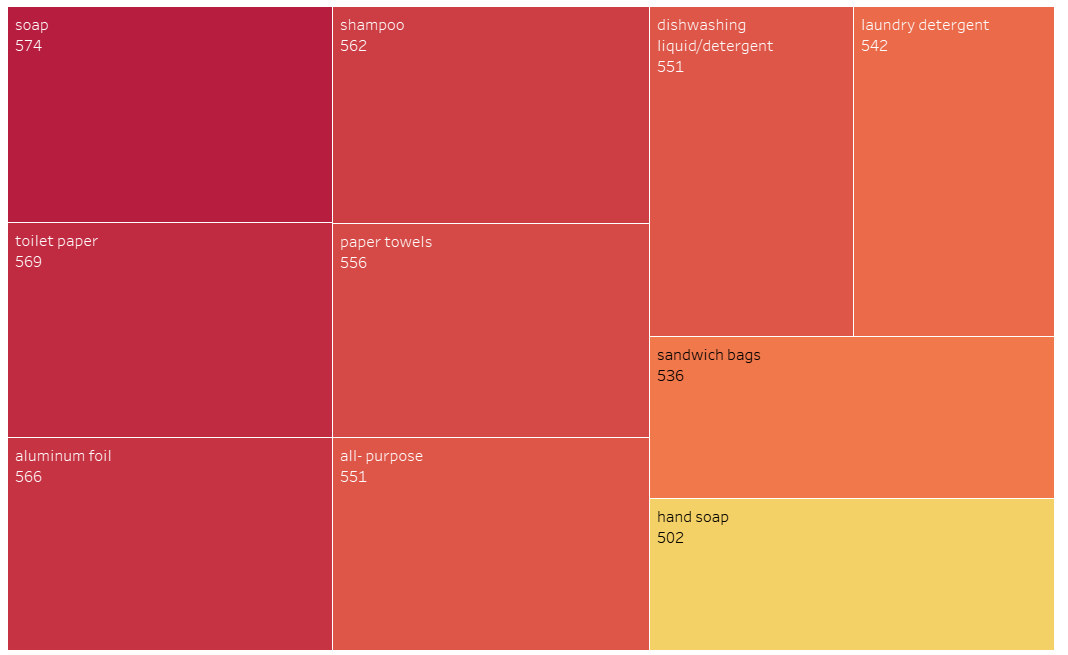 soap
574
shampoo
562
dishwashing
liquid/detergent
551
laundry detergent
542
toilet paper
569
paper towels
556
sandwich bags
536
aluminum foil
566
all- purpose
551
hand soap
502